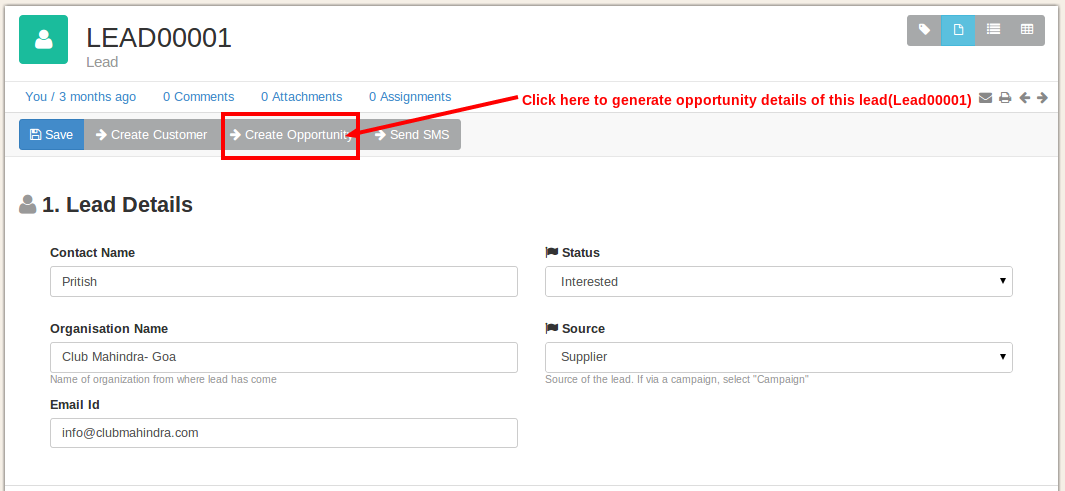 LEAD00001
Lead
You / 3 months ago 0 Comments 0 Attachments 0 Assignments Click here to generate opportunity details of this lead(Lead00001)
Save Create Customer Create Opportunity Send SMS
1. Lead Details
Contact Name Status
Pritish Interested
Organisation Name Source
Club Mahindra- Goa Supplier
Name of organization from where lead has come Source of the lead. If via a campaign, select "Campaign"
Email Id
info@clubmahindra.com